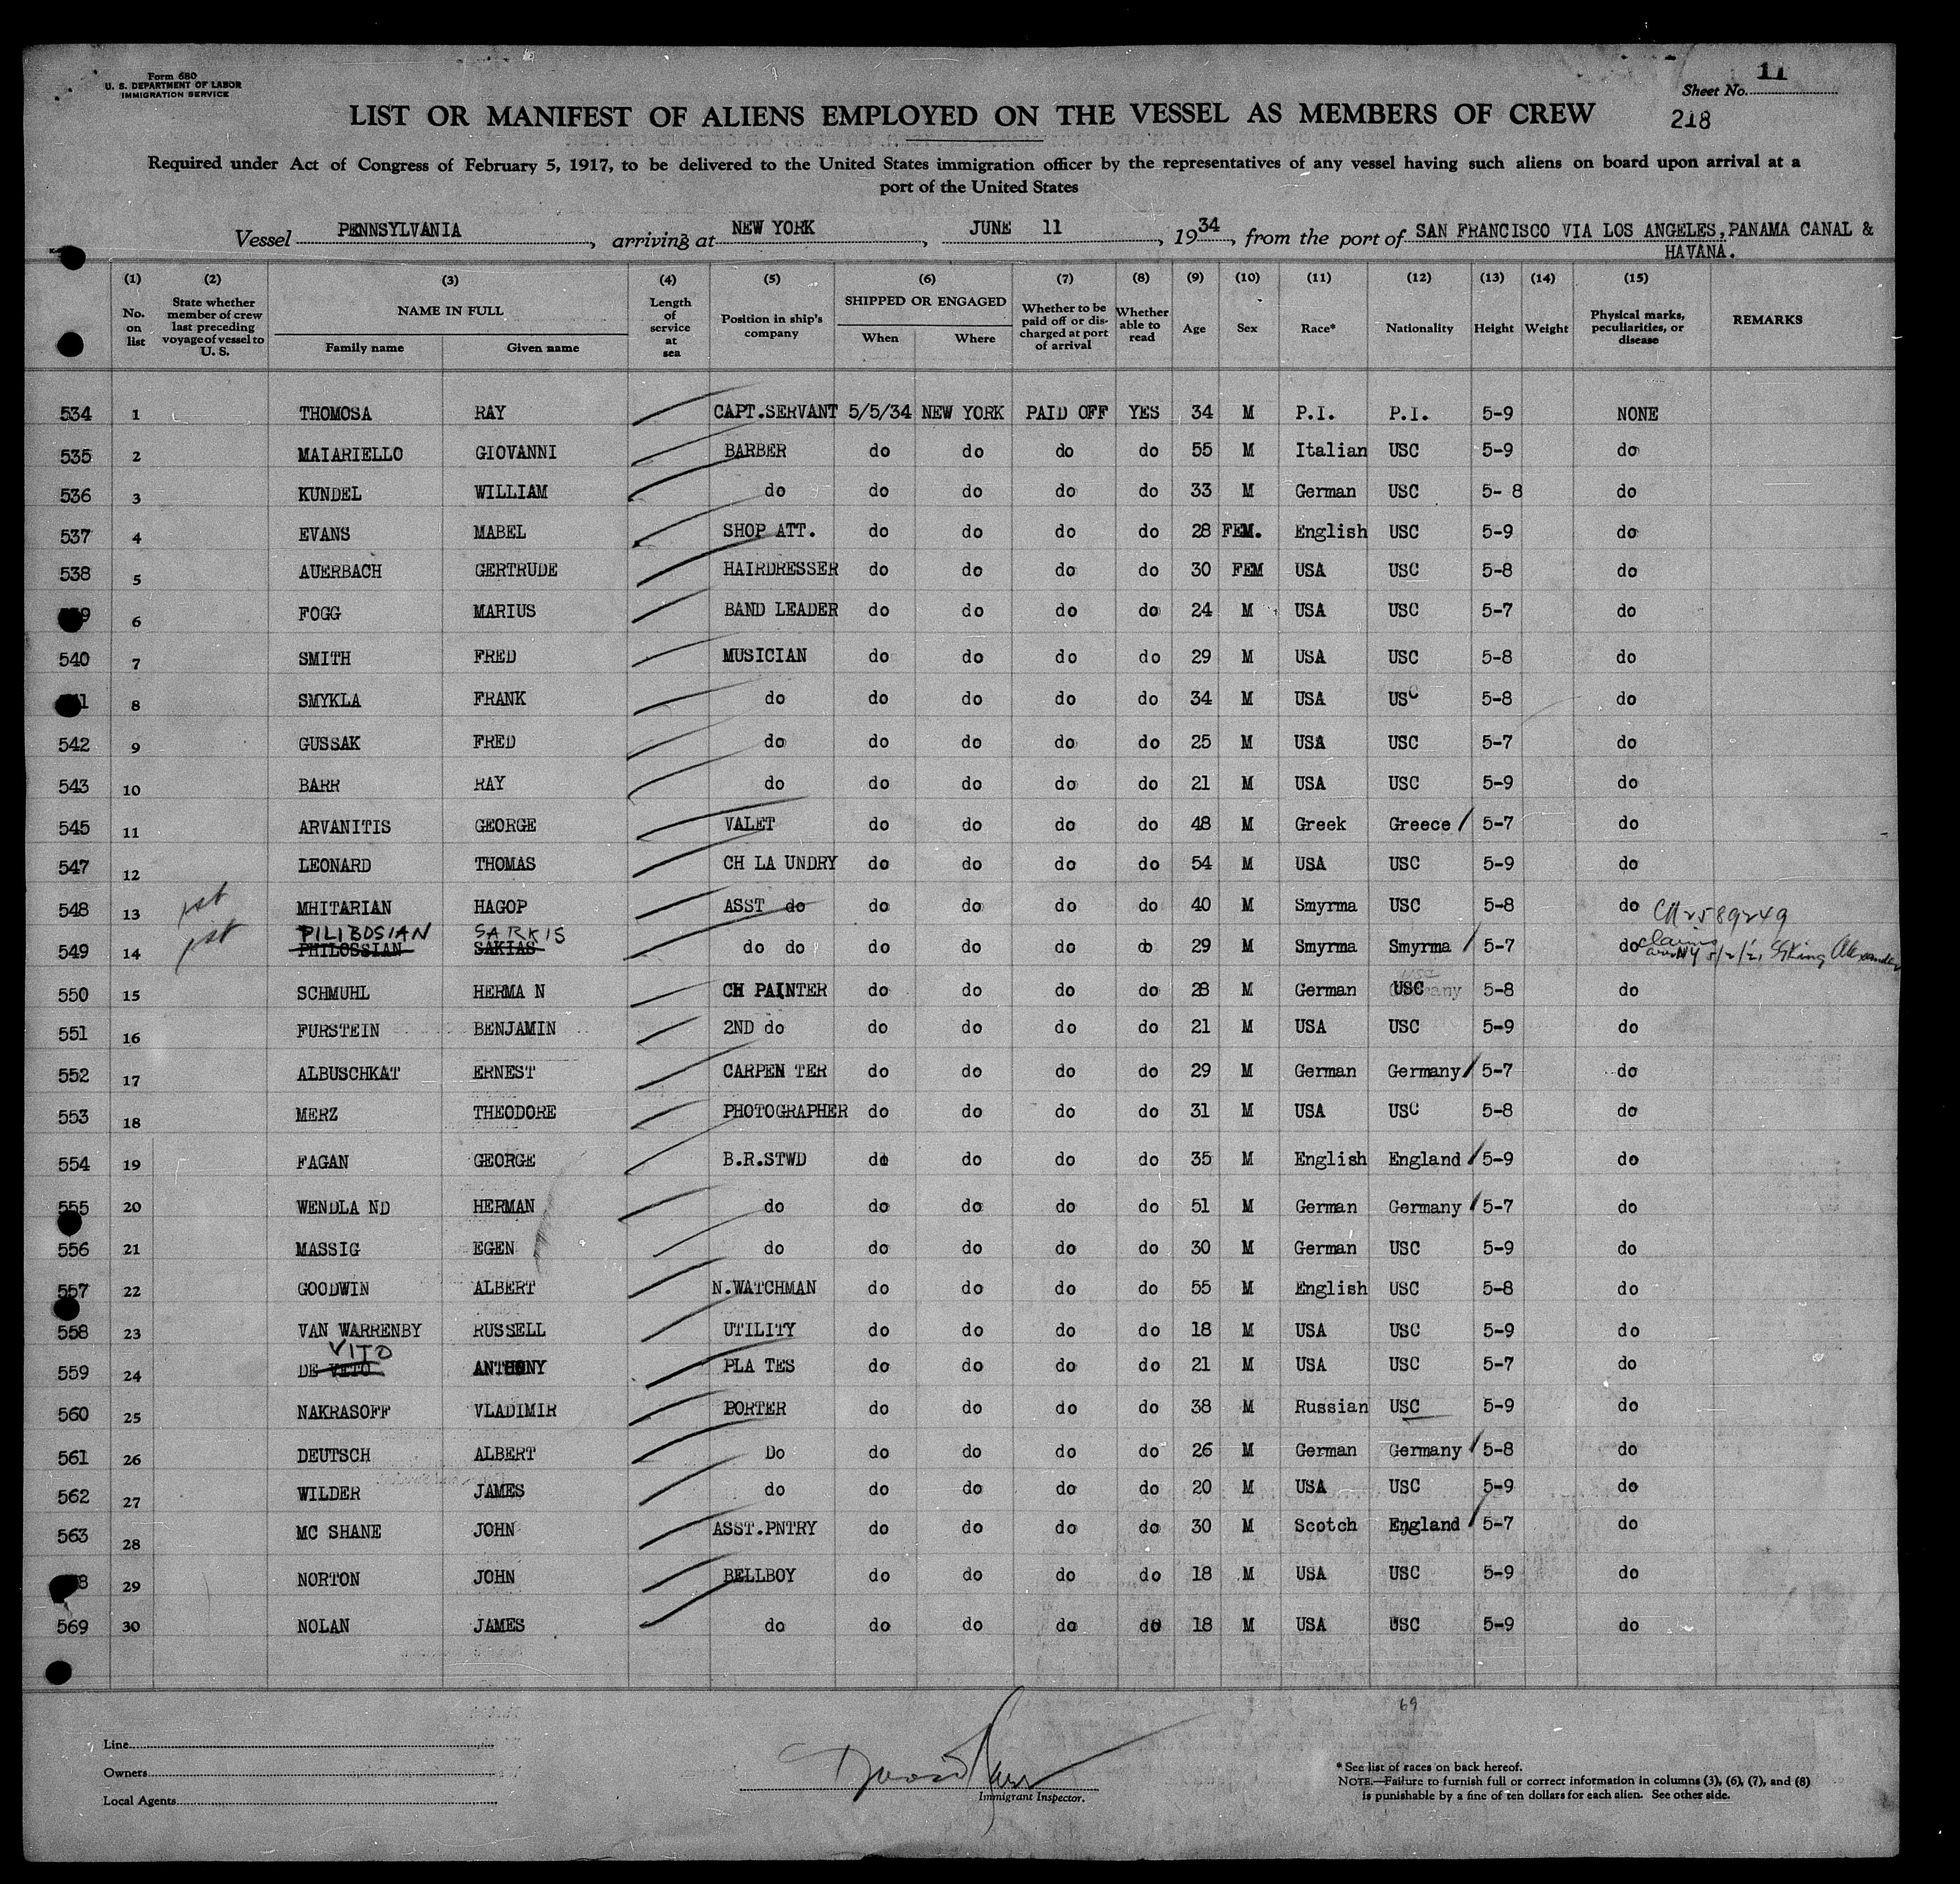 Form 680
U. S. DEPARTMENT OF LABOR
IMMIGRATION SERVICE
11
Sheet No.
218
LIST OR MANIFEST OF ALIENS EMPLOYED ON THE VESSEL AS MEMBERS OF CREW
Required under Act of Congress of February 5, 1917, to be delivered to the United States immigration officer by the representatives of any vessel having such aliens on board upon arrival at a
port of the United States
Vessel PENNSYLVANIA, arriving at NEW YORK, JUNE 11, 1934, from the port of SAN FRANCISCO VIA LOS ANGELES, PANAMA CANAL &
HAVANA.
(1) (2) (3) (4) (5) (6) (7) (8) (9) (10) (11) (12) (13) (14) (15)
No. on list State whether member of crew last preceding voyage of vessel to U. S. NAME IN FULL Family name Given name Length of service at sea Position in ship's company SHIPPED OR ENGAGED When Where Whether to be paid off or discharged at port of arrival Whether able to read Age Sex Race* Nationality Height Weight Physical marks, peculiarities, or disease REMARKS
534 1 THOMOSA RAY CAPT.SERVANT 5/5/34 NEW YORK PAID OFF YES 34 M P.I. P.I. 5-9 NONE
535 2 MAIARIELLO GIOVANNI BARBER do do do do 55 M Italian USC 5-9 do
536 3 KUNDEL WILLIAM do do do do do 33 M German USC 5- 8 do
537 4 EVANS MABEL SHOP ATT. do do do do 28 FEM. English USC 5-9 do
538 5 AUERBACH GERTRUDE HAIRDRESSER do do do do 30 FEM USA USC 5-8 do
9 6 FOGG MARIUS BAND LEADER do do do do 24 M USA USC 5-7 do
540 7 SMITH FRED MUSICIAN do do do do 29 M USA USC 5-8 do
1 8 SMYKLA FRANK do do do do do 34 M USA USC 5-8 do
542 9 GUSSAK FRED do do do do do 25 M USA USC 5-7 do
543 10 BARR RAY do do do do do 21 M USA USC 5-9 do
545 11 ARVANITIS GEORGE VALET do do do do 48 M Greek Greece 5-7 do
547 12 LEONARD THOMAS CH LA UNDRY do do do do 54 M USA USC 5-9 do
548 13 MHITARIAN HAGOP ASST do do do do do 40 M Smyrma USC 5-8 do
PILIBOSIAN SARKIS
549 14 PHILOSSIAN SAKIAS do do do do do do 29 M Smyrma Smyrma 5-7 do
550 15 SCHMUHL HERMA N CH PAINTER do do do do 28 M German USC 5-8 do
551 16 FURSTEIN BENJAMIN 2ND do do do do do 21 M USA USC 5-9 do
552 17 ALBUSCHKAT ERNEST CARPEN TER do do do do 29 M German Germany 5-7 do
553 18 MERZ THEODORE PHOTOGRAPHER do do do do 31 M USA USC 5-8 do
554 19 FAGAN GEORGE B.R.STWD do do do do 35 M English England 5-9 do
555 20 WENDLA ND HERMAN do do do do do 51 M German Germany 5-7 do
556 21 MASSIG EGEN do do do do do 30 M German USC 5-9 do
557 22 GOODWIN ALBERT N.WATCHMAN do do do do 55 M English USC 5-8 do
558 23 VAN WARRENBY RUSSELL UTILITY do do do do 18 M USA USC 5-9 do
VITO
559 24 DE VETO ANTHONY PLA TES do do do do 21 M USA USC 5-7 do
560 25 NAKRASOFF VLADIMIR PORTER do do do do 38 M Russian USC 5-9 do
561 26 DEUTSCH ALBERT Do do do do do 26 M German Germany 5-8 do
562 27 WILDER JAMES do do do do do 20 M USA USC 5-9 do
563 28 MC SHANE JOHN ASST.PNTRY do do do do 30 M Scotch England 5-7 do
8 29 NORTON JOHN BELLBOY do do do do 18 M USA USC 5-9 do
569 30 NOLAN JAMES do do do do do 18 M USA USC 5-9 do
69
Line
Owners
Local Agents
Immigrant Inspector.
* See list of races on back hereof.
NOTE.—Failure to furnish full or correct information in columns (3), (6), (7), and (8)
is punishable by a fine of ten dollars for each alien. See other side.